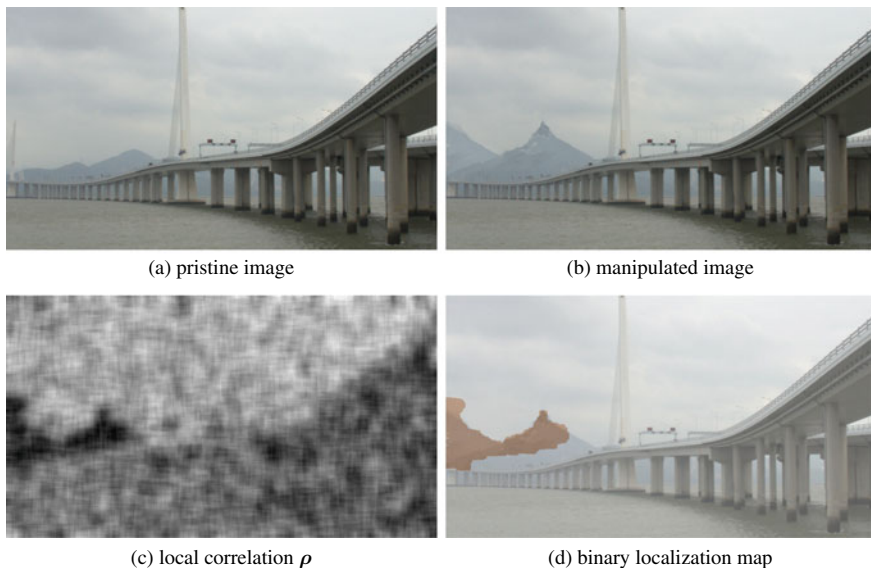 (a) pristine image
(b) manipulated image
(c) local correlation ρ
(d) binary localization map